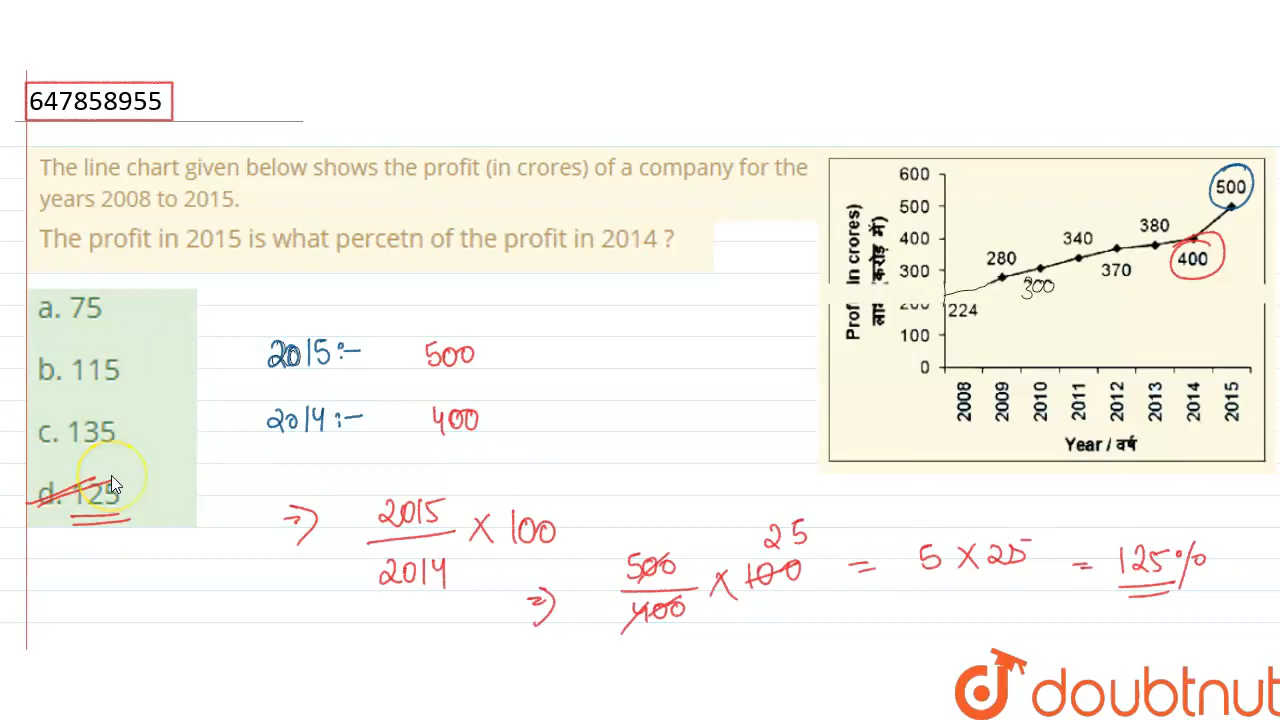 647858955
The line chart given below shows the profit (in crores) of a company for the
years 2008 to 2015.
The profit in 2015 is what percetn of the profit in 2014 ?
a. 75
b. 115
c. 135
d. 125
2015 :- 500
2014 :- 400
⇒ 2015/2014 × 100
⇒ 500/400 × 100 25 = 5 × 25 = 125%
in crores)
करोड़ में)
600
500
400
300
200
100
0
224
280
300
340
370
380
400
500
2008 2009 2010 2011 2012 2013 2014 2015
Year / वर्ष
doubtnut